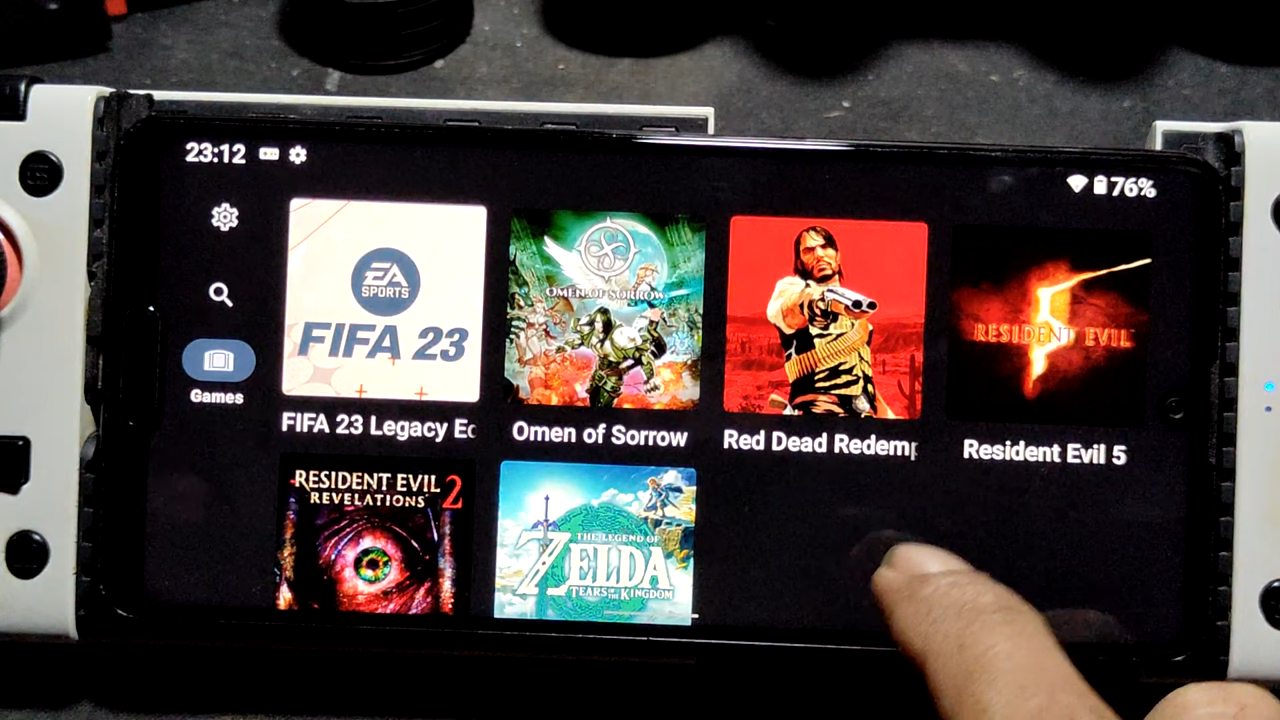 23:12
76%
EA
SPORTS
FIFA 23
OMEN OF SORROW
RESIDENT EVIL
5
FIFA 23 Legacy Ec
Omen of Sorrow
Red Dead Redemp
Resident Evil 5
Games
RESIDENT EVIL
REVELATIONS 2
THE LEGEND OF
ZELDA
TEARS OF THE KINGDOM